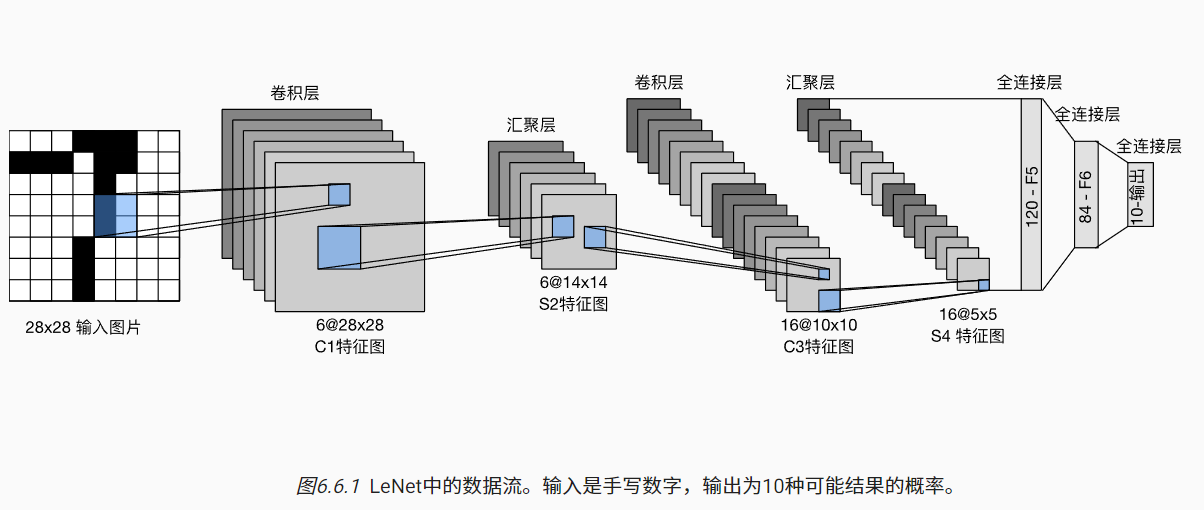 卷积层
汇聚层
卷积层
汇聚层
全连接层
全连接层
全连接层
120 - F5
84 - F6
10-输出
28x28 输入图片
6@28x28
C1特征图
6@14x14
S2特征图
16@10x10
C3特征图
16@5x5
S4 特征图
图6.6.1 LeNet中的数据流。输入是手写数字，输出为10种可能结果的概率。